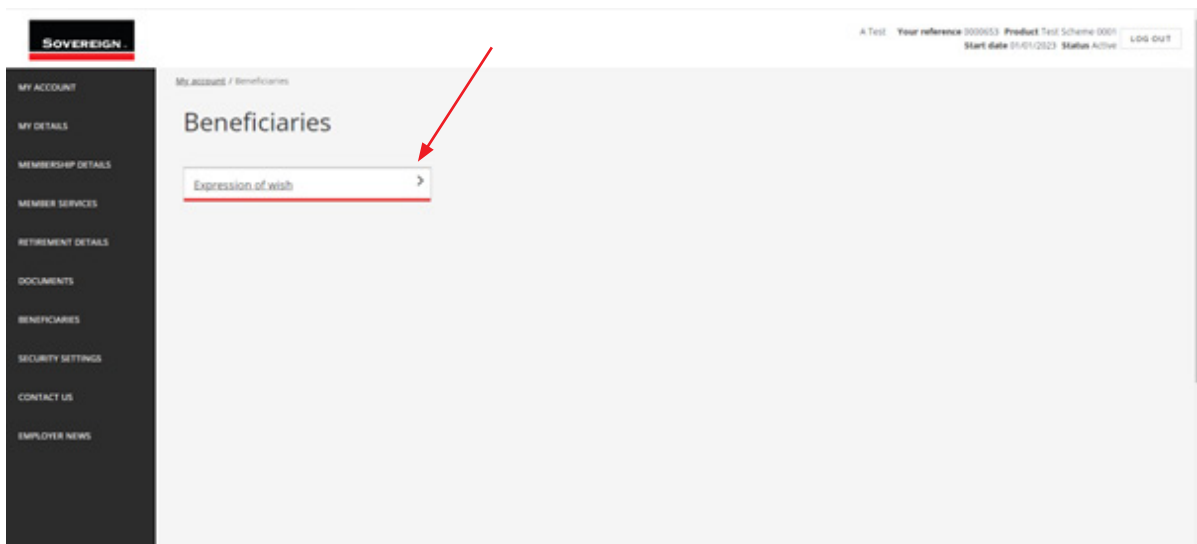 SOVEREIGN.
A Test Your reference 0000653 Product Test Scheme 0001
Start date 01/01/2023 Status Active
LOG OUT
MY ACCOUNT
MY DETAILS
MEMBERSHIP DETAILS
MEMBER SERVICES
RETIREMENT DETAILS
DOCUMENTS
BENEFICIARIES
SECURITY SETTINGS
CONTACT US
EMPLOYER NEWS
My account / Beneficiaries
Beneficiaries
Expression of wish